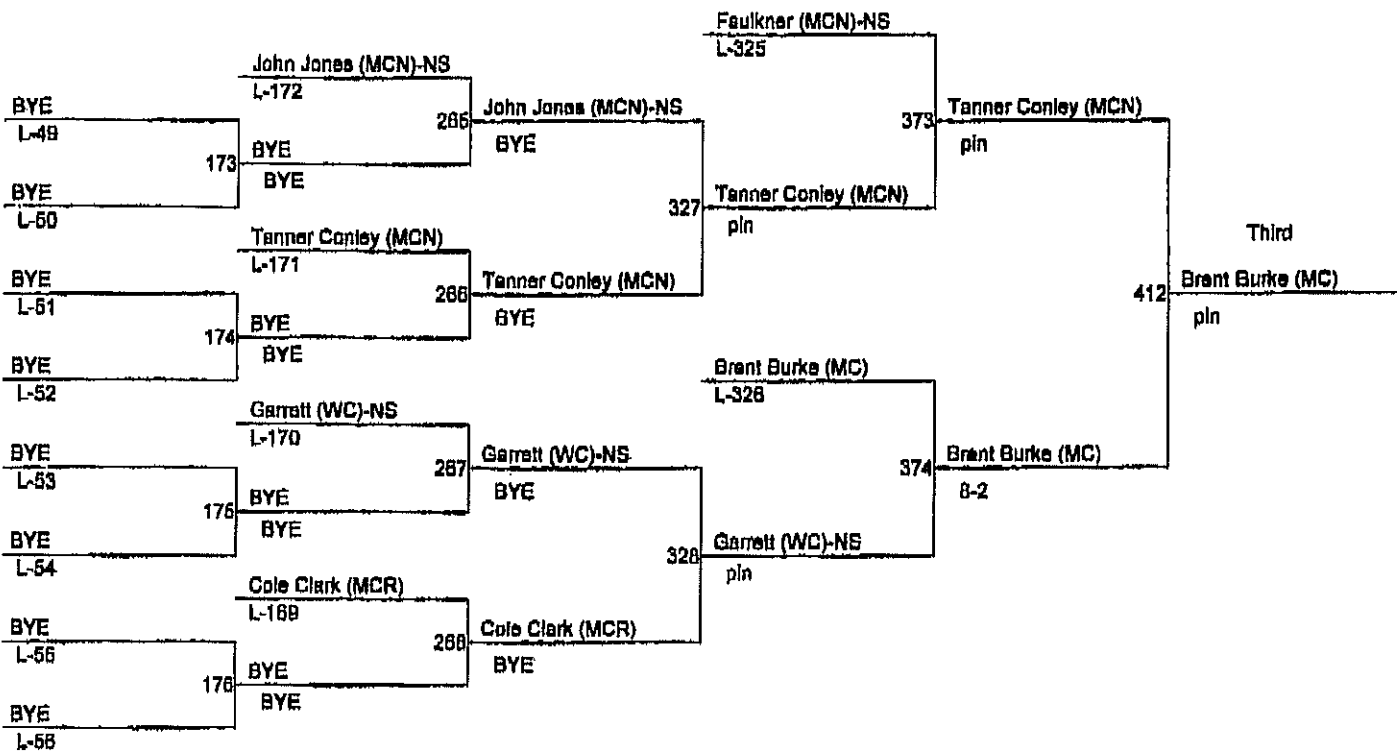 Faulkner (MCN)-NS
L-325
John Jones (MCN)-NS
L-172
BYE
L-49
265
John Jones (MCN)-NS
BYE
373
Tanner Conley (MCN)
pin
173
BYE
BYE
BYE
L-50
327
Tanner Conley (MCN)
pin
Tanner Conley (MCN)
L-171
Third
BYE
L-51
266
Tanner Conley (MCN)
BYE
412
Brent Burke (MC)
pin
174
BYE
BYE
BYE
L-52
Brent Burke (MC)
L-326
Garrett (WC)-NS
L-170
BYE
L-53
267
Garrett (WC)-NS
BYE
374
Brent Burke (MC)
8-2
175
BYE
BYE
BYE
L-54
328
Garrett (WC)-NS
pin
Cole Clark (MCR)
L-169
BYE
L-55
268
Cole Clark (MCR)
BYE
176
BYE
BYE
BYE
L-56